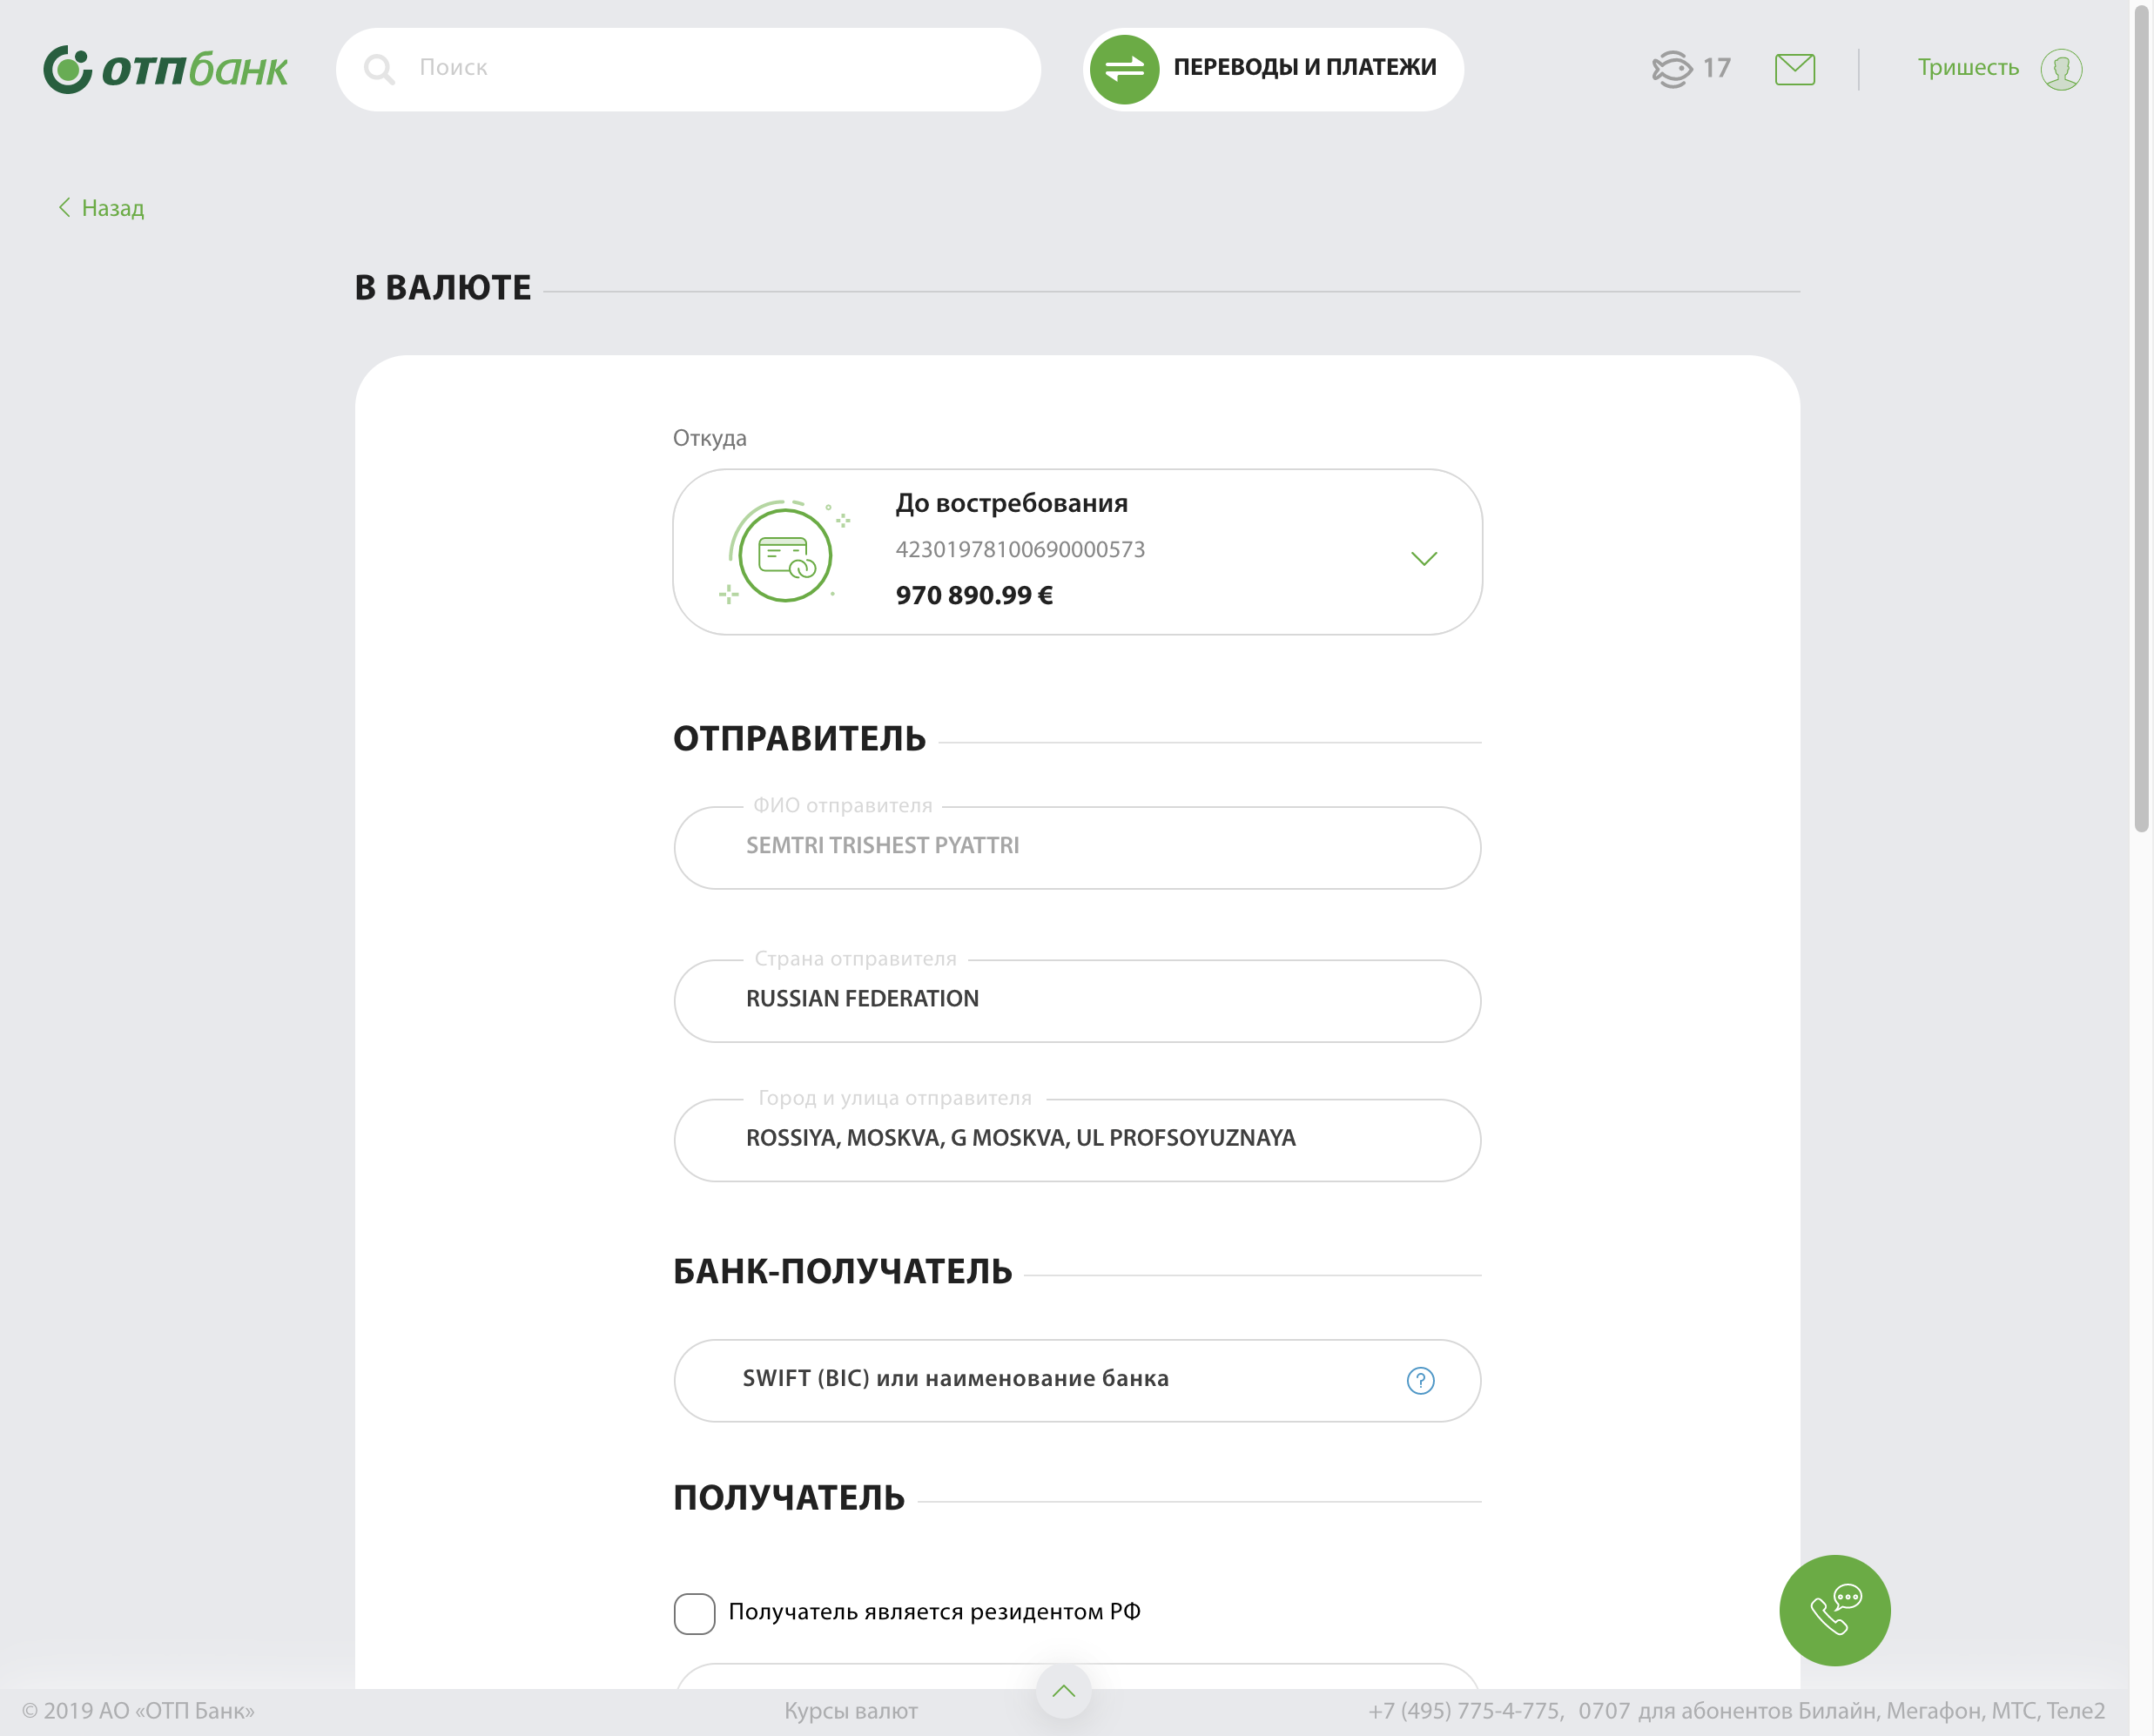 отпбанк
Поиск
ПЕРЕВОДЫ И ПЛАТЕЖИ
17
Тришесть
Назад
В ВАЛЮТЕ
Откуда
До востребования
42301978100690000573
970 890.99 €
ОТПРАВИТЕЛЬ
ФИО отправителя
SEMTRI TRISHEST PYATTRI
Страна отправителя
RUSSIAN FEDERATION
Город и улица отправителя
ROSSIYA, MOSKVA, G MOSKVA, UL PROFSOYUZNAYA
БАНК-ПОЛУЧАТЕЛЬ
SWIFT (BIC) или наименование банка
?
ПОЛУЧАТЕЛЬ
Получатель является резидентом РФ
© 2019 АО «ОТП Банк»
Курсы валют
+7 (495) 775-4-775, 0707 для абонентов Билайн, Мегафон, МТС, Теле2